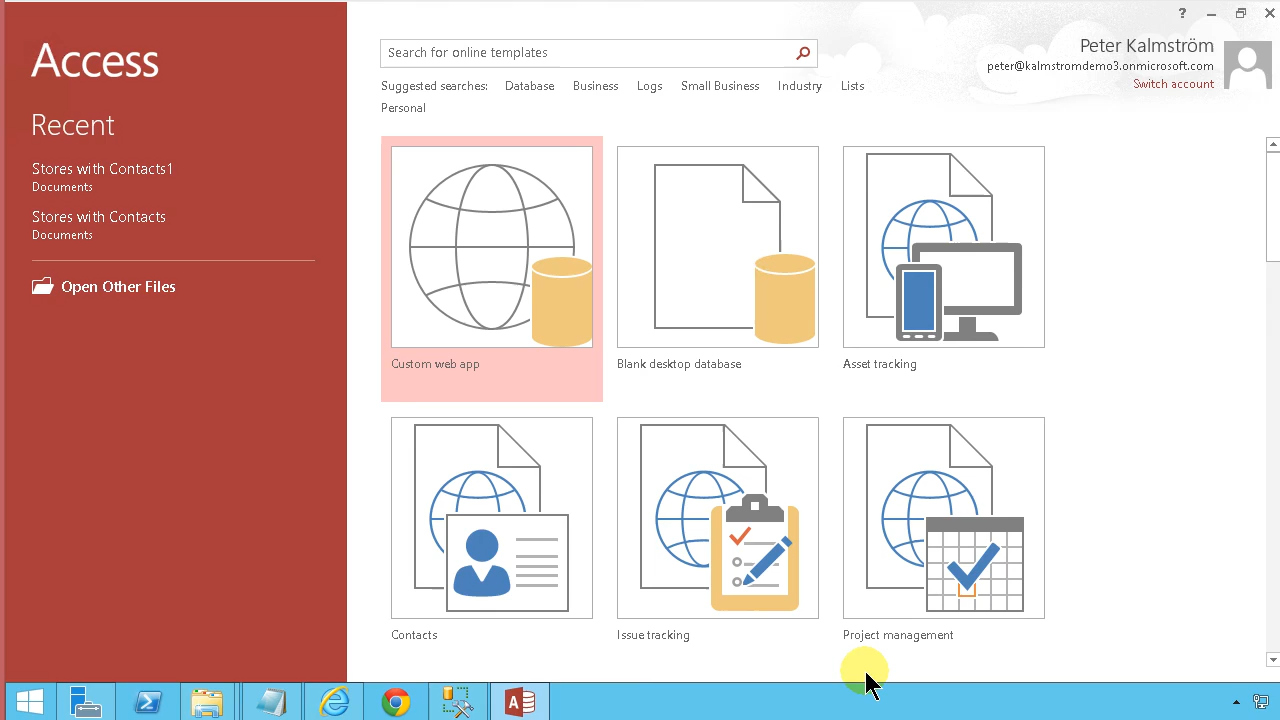 Access
Recent
Stores with Contacts1
Documents
Stores with Contacts
Documents
Open Other Files
?
Peter Kalmström
peter@kalmstromdemo3.onmicrosoft.com
Switch account
Search for online templates
Suggested searches: Database Business Logs Small Business Industry Lists
Personal
Custom web app Blank desktop database Asset tracking
Contacts Issue tracking Project management